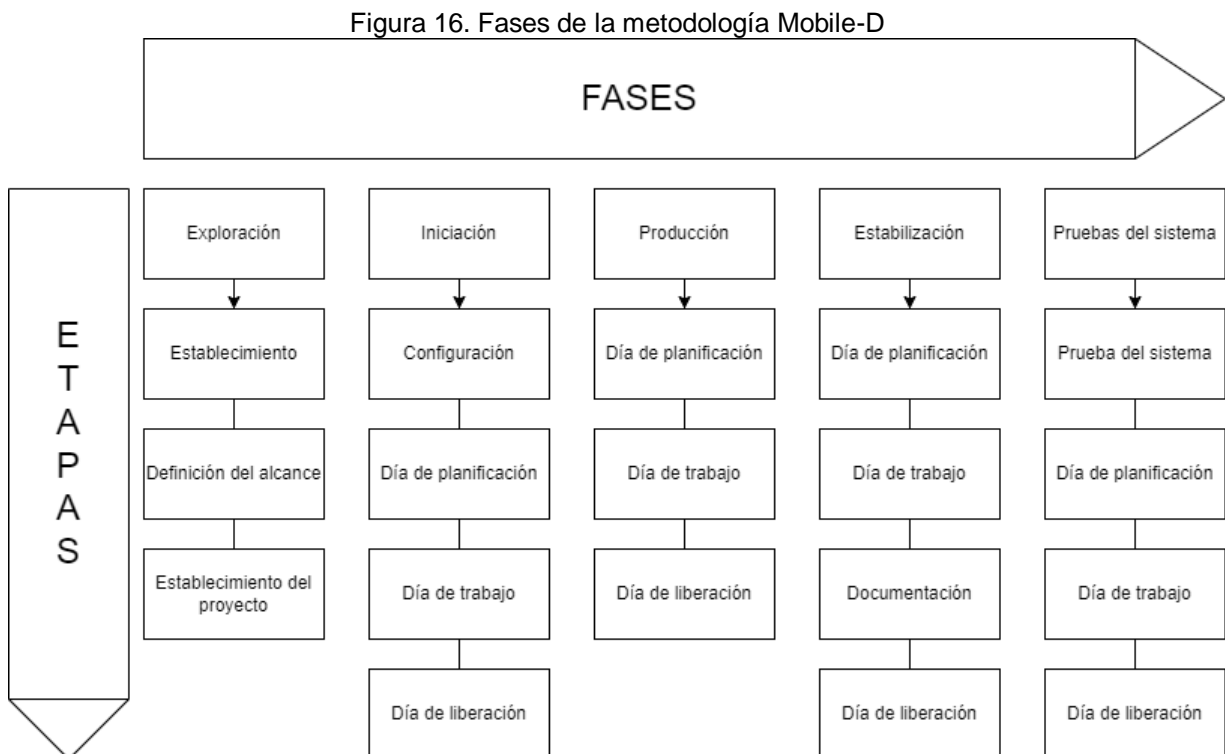 Figura 16. Fases de la metodología Mobile-D
FASES
ETAPAS
Exploración
Iniciación
Producción
Estabilización
Pruebas del sistema
Establecimiento
Configuración
Día de planificación
Día de planificación
Prueba del sistema
Definición del alcance
Día de planificación
Día de trabajo
Día de trabajo
Día de planificación
Establecimiento del
proyecto
Día de trabajo
Día de liberación
Documentación
Día de trabajo
Día de liberación
Día de liberación
Día de liberación